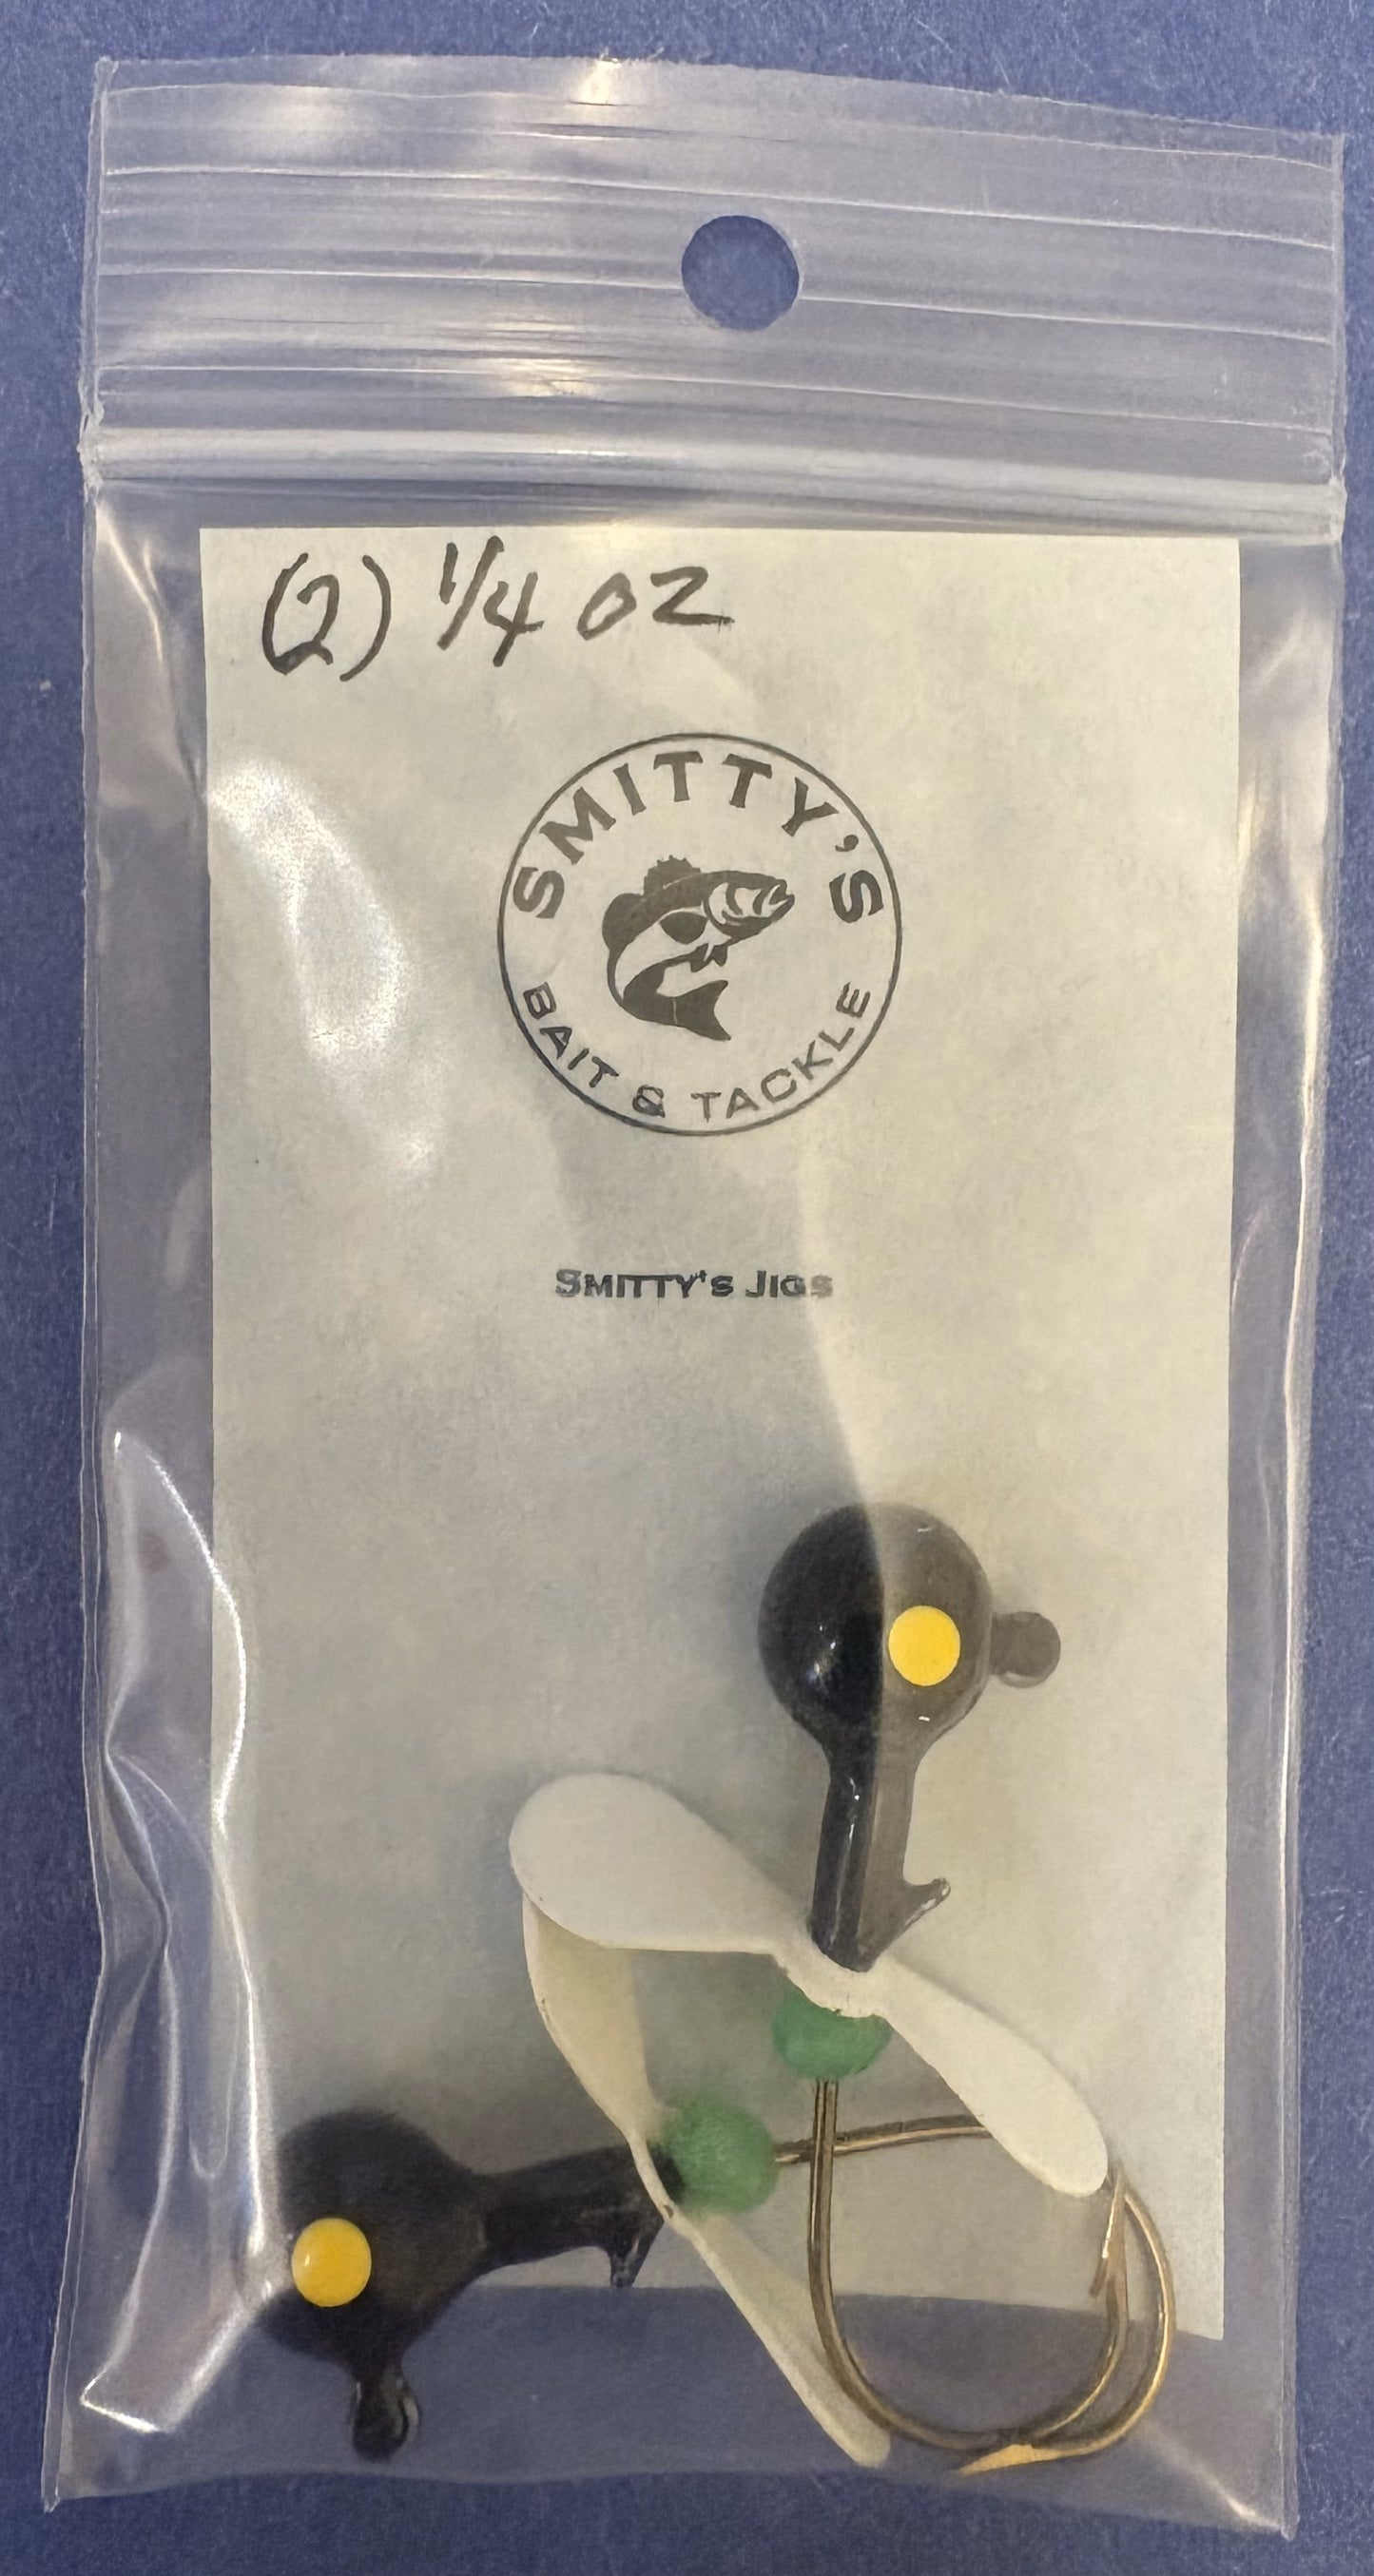 (2) 1/4 oz
SMITTY'S
BAIT & TACKLE
SMITTY'S JIGS